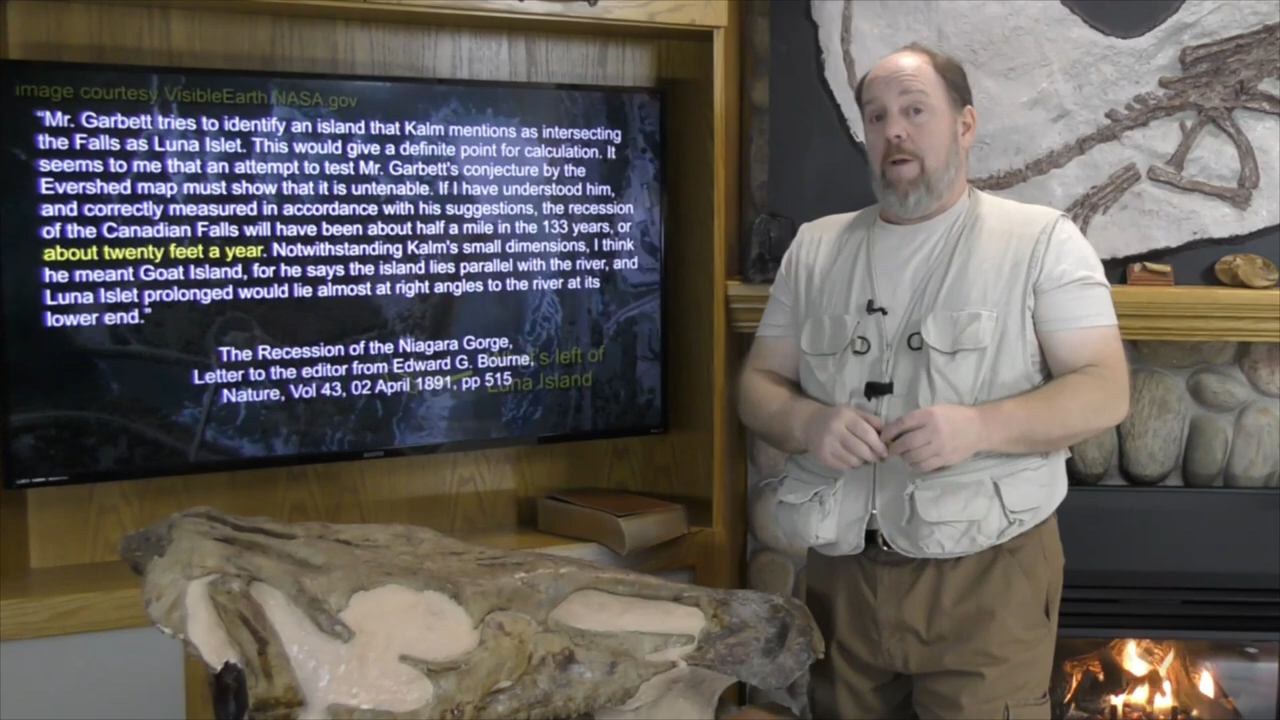 image courtesy VisibleEarth.NASA.gov
“Mr. Garbett tries to identify an island that Kalm mentions as intersecting
the Falls as Luna Islet. This would give a definite point for calculation. It
seems to me that an attempt to test Mr. Garbett's conjecture by the
Evershed map must show that it is untenable. If I have understood him,
and correctly measured in accordance with his suggestions, the recession
of the Canadian Falls will have been about half a mile in the 133 years, or
about twenty feet a year. Notwithstanding Kalm's small dimensions, I think
he meant Goat Island, for he says the island lies parallel with the river, and
Luna Islet prolonged would lie almost at right angles to the river at its
lower end.”
The Recession of the Niagara Gorge,
Letter to the editor from Edward G. Bourne,
Nature, Vol 43, 02 April 1891, pp 515
left of
Luna Island